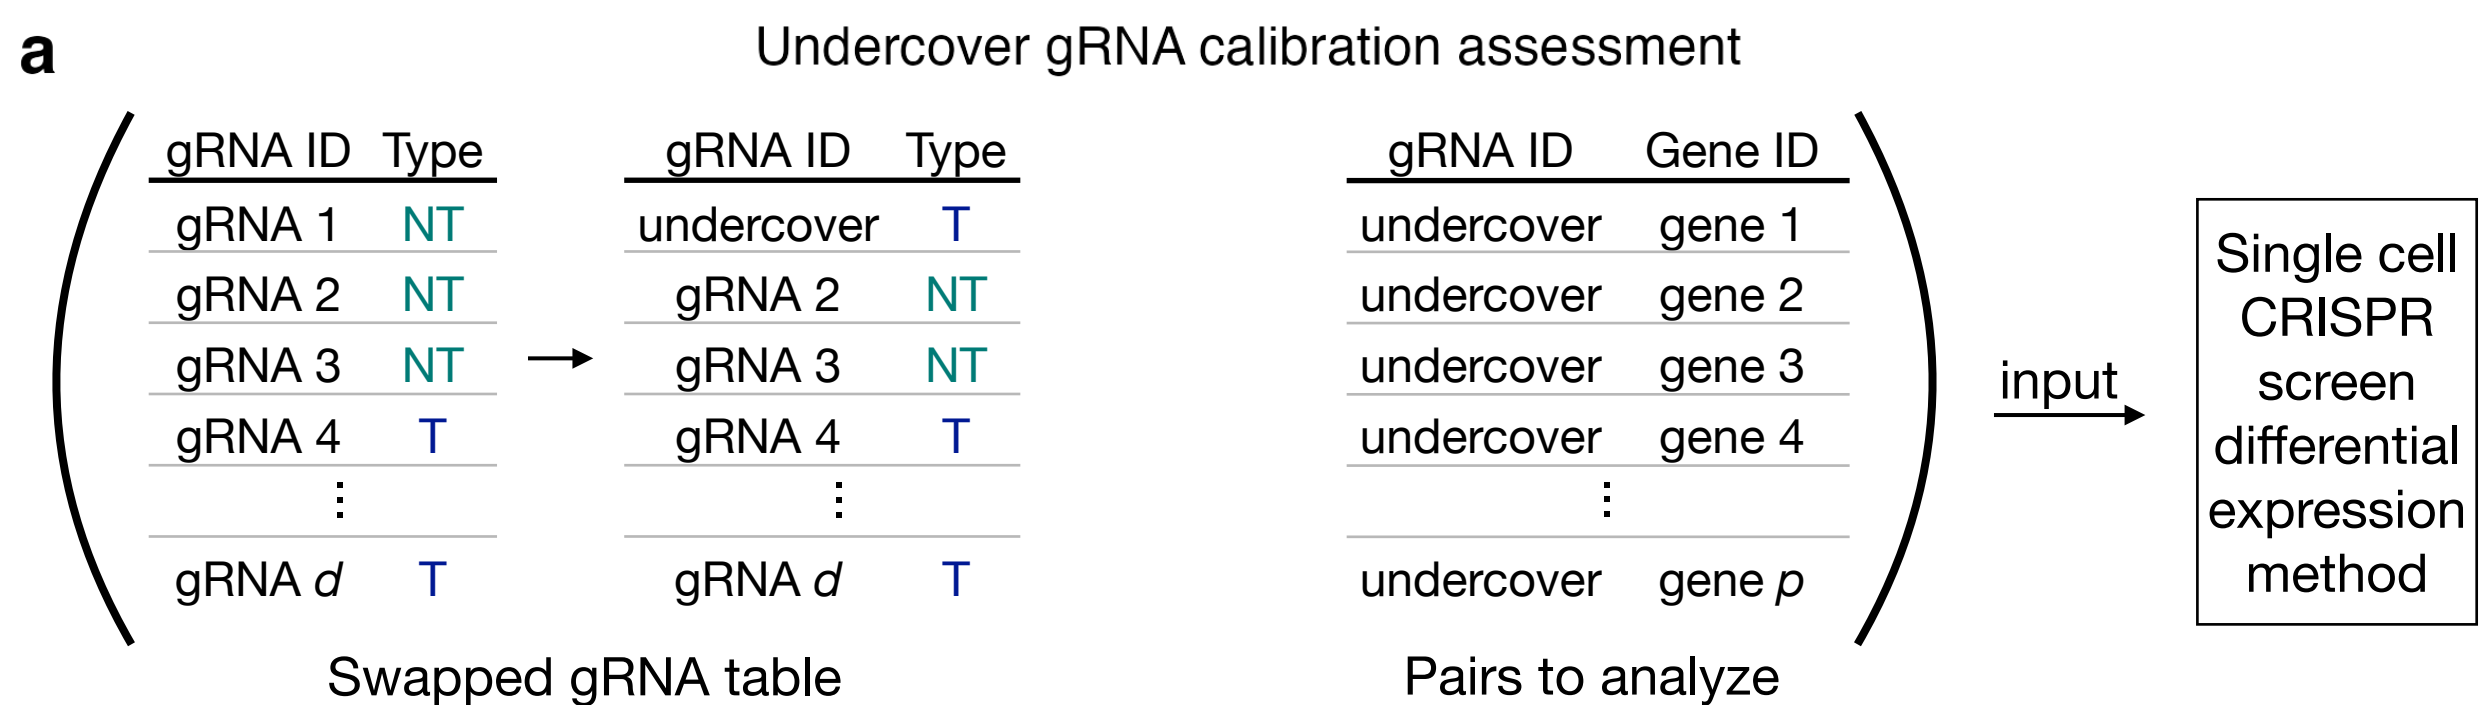 a
Undercover gRNA calibration assessment
gRNA ID Type
gRNA 1 NT
gRNA 2 NT
gRNA 3 NT
gRNA 4 T
⋮
gRNA d T
gRNA ID Type
undercover T
gRNA 2 NT
gRNA 3 NT
gRNA 4 T
⋮
gRNA d T
Swapped gRNA table
gRNA ID Gene ID
undercover gene 1
undercover gene 2
undercover gene 3
undercover gene 4
⋮
undercover gene p
Pairs to analyze
input
Single cell
CRISPR
screen
differential
expression
method